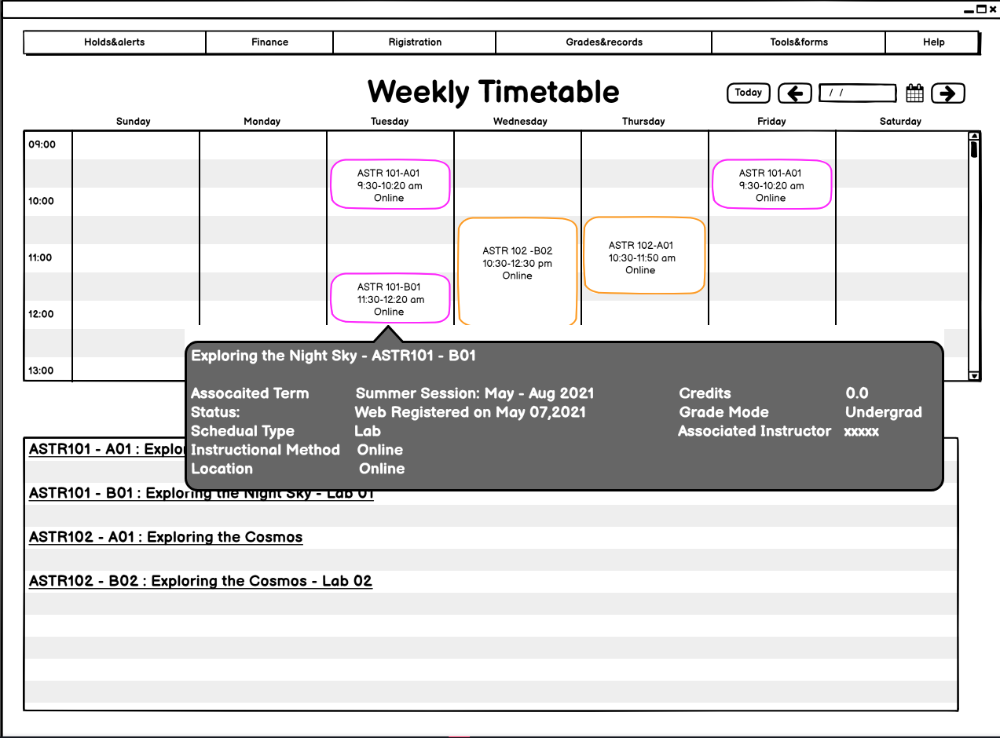 Holds&alerts Finance Rigistration Grades&records Tools&forms Help
Weekly Timetable
Today / /
Sunday Monday Tuesday Wednesday Thursday Friday Saturday
09:00
ASTR 101-A01
9:30-10:20 am
Online
ASTR 101-A01
9:30-10:20 am
Online
10:00
ASTR 102 -B02
10:30-12:30 pm
Online
ASTR 102-A01
10:30-11:50 am
Online
11:00
ASTR 101-B01
11:30-12:20 am
Online
12:00
13:00
Exploring the Night Sky - ASTR101 - B01
Assocaited Term Summer Session: May - Aug 2021 Credits 0.0
Status: Web Registered on May 07,2021 Grade Mode Undergrad
Schedual Type Lab Associated Instructor xxxxx
Instructional Method Online
Location Online
ASTR101 - A01 : Explo
ASTR101 - B01 : Exploring the Night Sky - Lab 01
ASTR102 - A01 : Exploring the Cosmos
ASTR102 - B02 : Exploring the Cosmos - Lab 02